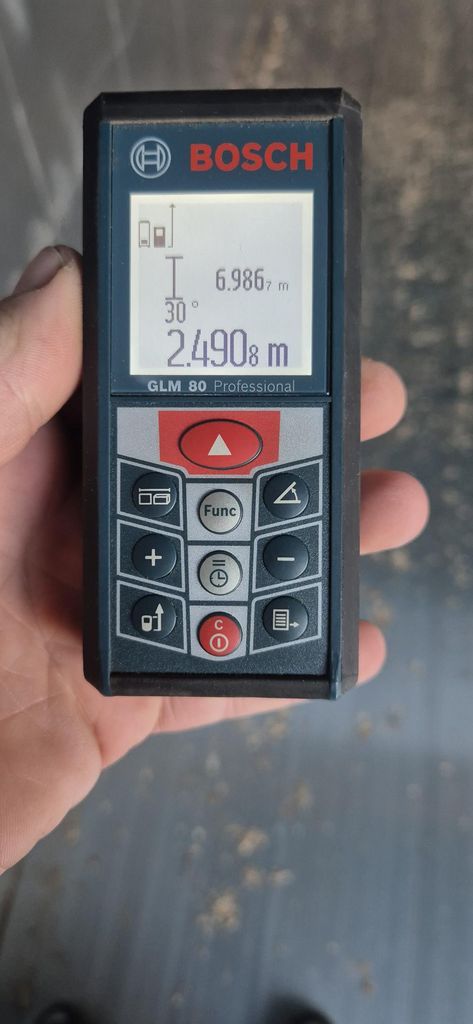 BOSCH
6.9867 m
30°
2.4908 m
GLM 80 Professional
Func
+
−
C